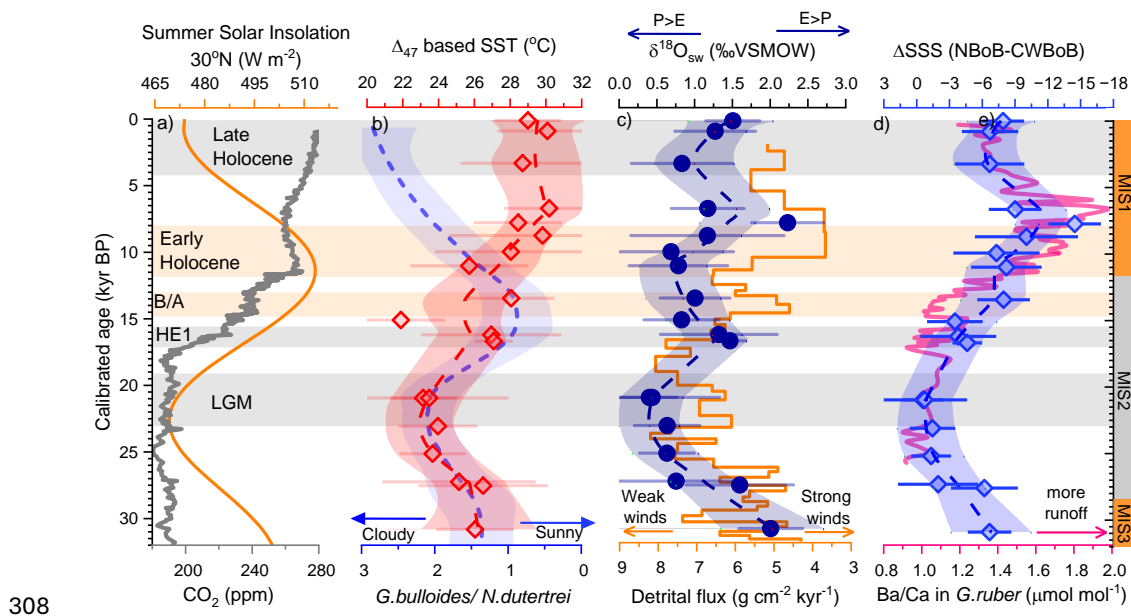 Summer Solar Insolation
30°N (W m⁻²)
465 480 495 510
Δ₄₇ based SST (°C)
20 22 24 26 28 30 32
P>E E>P
δ¹⁸Oₛw (‰VSMOW)
0.0 0.5 1.0 1.5 2.0 2.5 3.0
ΔSSS (NBoB-CWBoB)
3 0 -3 -6 -9 -12 -15 -18
a)
b)
c)
d)
e)
Calibrated age (kyr BP)
0
5
10
15
20
25
30
Late
Holocene
Early
Holocene
B/A
HE1
LGM
Cloudy
Sunny
Weak
winds
Strong
winds
more
runoff
MIS1
MIS2
MIS3
200 240 280
CO₂ (ppm)
3 2 1 0
G.bulloides/ N.dutertrei
9 8 7 6 5 4 3
Detrital flux (g cm⁻² kyr⁻¹)
1.0 1.2 1.4 1.6 1.8 2.0
Ba/Ca in G.ruber (μmol mol⁻¹)
308